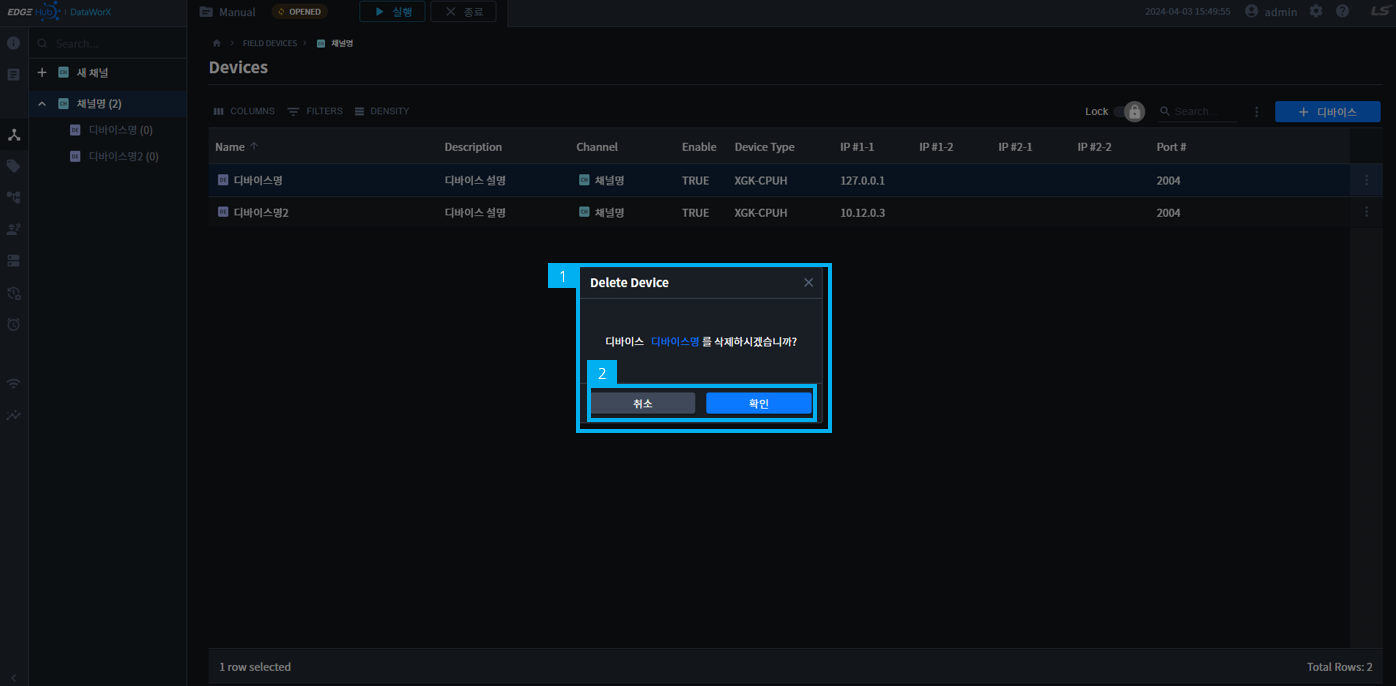 EDGE Hub | DataWorX
Manual
OPENED
실행
종료
2024-04-03 15:49:55
admin
LS
Search...
새 채널
채널명 (2)
디바이스명 (0)
디바이스명2 (0)
FIELD DEVICES
채널명
Devices
COLUMNS FILTERS DENSITY
Lock
Search...
+ 디바이스
Name Description Channel Enable Device Type IP #1-1 IP #1-2 IP #2-1 IP #2-2 Port #
디바이스명 디바이스 설명 채널명 TRUE XGK-CPUH 127.0.0.1 2004
디바이스명2 디바이스 설명 채널명 TRUE XGK-CPUH 10.12.0.3 2004
1
Delete Device
디바이스 디바이스명 를 삭제하시겠습니까?
2
취소 확인
1 row selected
Total Rows: 2